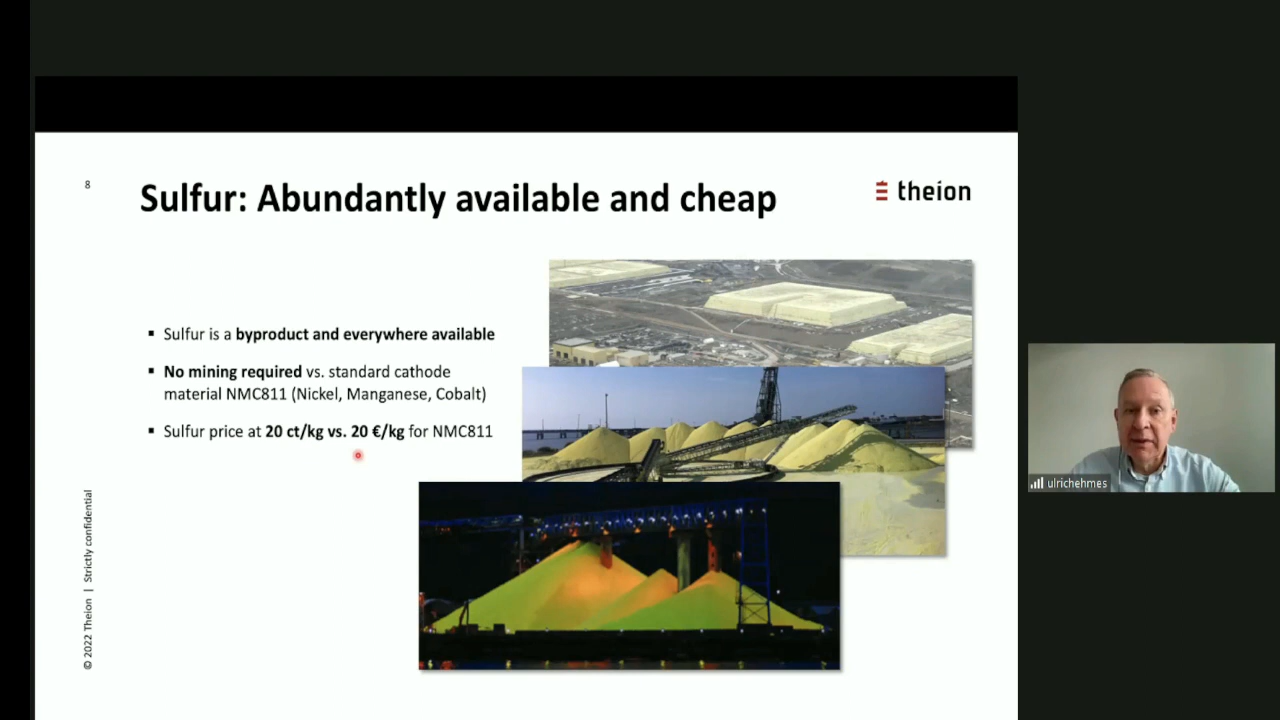 8
Sulfur: Abundantly available and cheap
theion
▪ Sulfur is a byproduct and everywhere available
▪ No mining required vs. standard cathode
material NMC811 (Nickel, Manganese, Cobalt)
▪ Sulfur price at 20 ct/kg vs. 20 €/kg for NMC811
© 2022 Theion | Strictly confidential
ulrichehmes